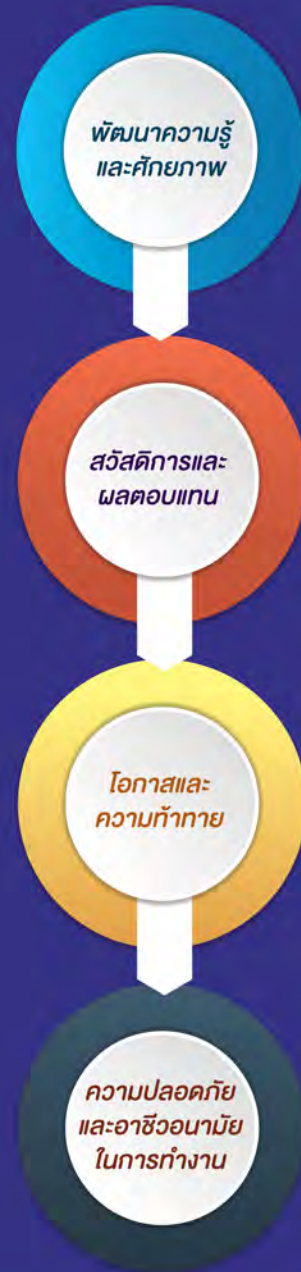 พัฒนาความรู้
และศักยภาพ
สวัสดิการและ
ผลตอบแทน
โอกาสและ
ความท้าทาย
ความปลอดภัย
และอาชีวอนามัย
ในการทำงาน